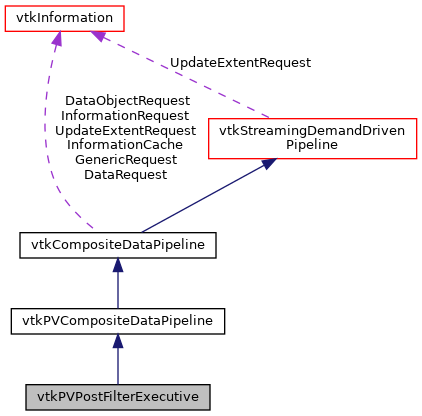 vtkInformation
UpdateExtentRequest
DataObjectRequest
InformationRequest
UpdateExtentRequest
InformationCache
GenericRequest
DataRequest
vtkStreamingDemandDriven
Pipeline
vtkCompositeDataPipeline
vtkPVCompositeDataPipeline
vtkPVPostFilterExecutive